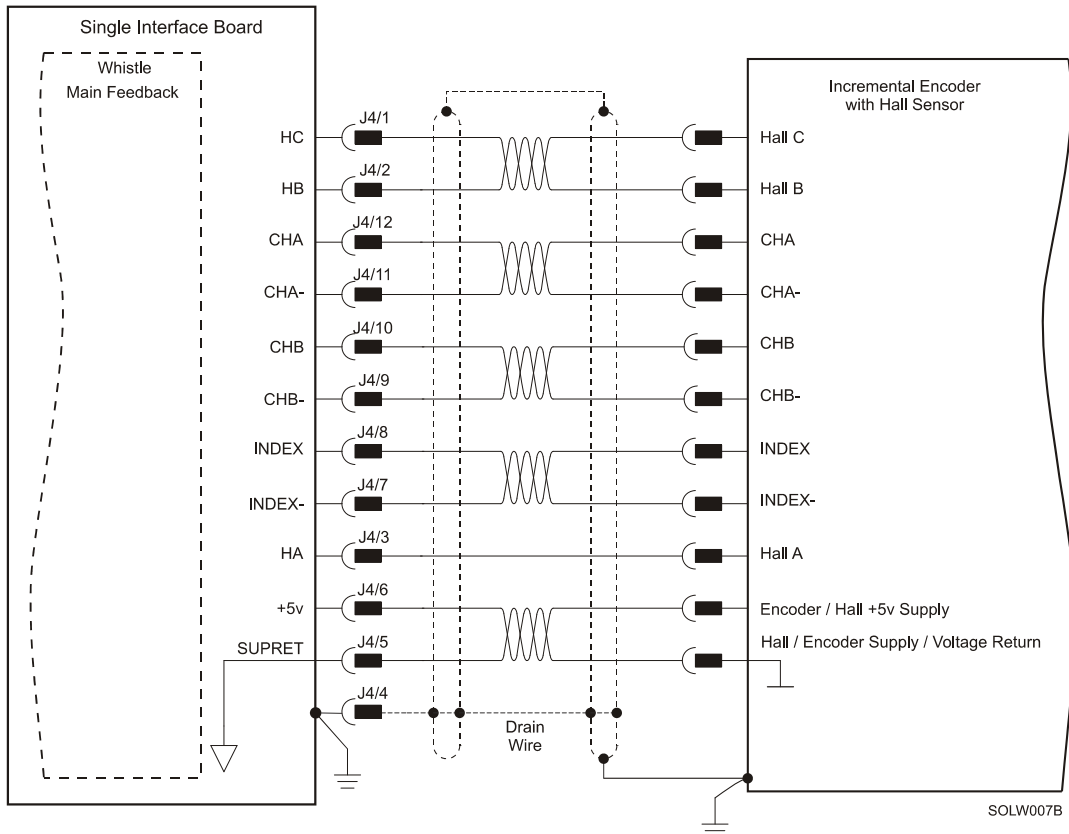 Single Interface Board
Whistle
Main Feedback
Incremental Encoder
with Hall Sensor
HC J4/1 Hall C
HB J4/2 Hall B
CHA J4/12 CHA
CHA- J4/11 CHA-
CHB J4/10 CHB
CHB- J4/9 CHB-
INDEX J4/8 INDEX
INDEX- J4/7 INDEX-
HA J4/3 Hall A
+5v J4/6 Encoder / Hall +5v Supply
SUPRET J4/5 Hall / Encoder Supply / Voltage Return
J4/4
Drain
Wire
SOLW007B